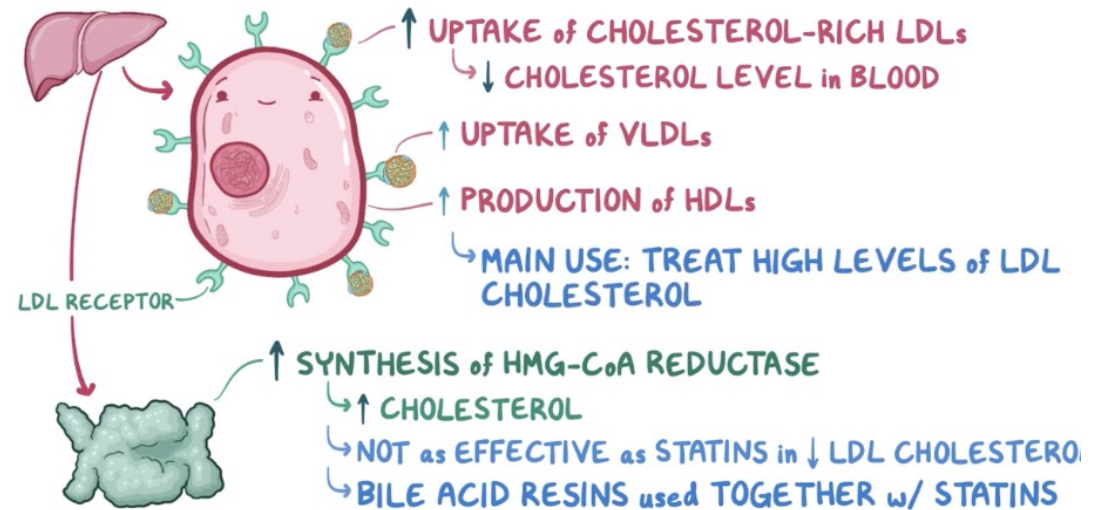 ↑ UPTAKE of CHOLESTEROL-RICH LDLs
↓ CHOLESTEROL LEVEL in BLOOD
↑ UPTAKE of VLDLs
↑ PRODUCTION of HDLs
MAIN USE: TREAT HIGH LEVELS of LDL
CHOLESTEROL
LDL RECEPTOR
↑ SYNTHESIS of HMG-CoA REDUCTASE
↑ CHOLESTEROL
NOT as EFFECTIVE as STATINS in ↓ LDL CHOLESTERO
BILE ACID RESINS used TOGETHER w/ STATINS